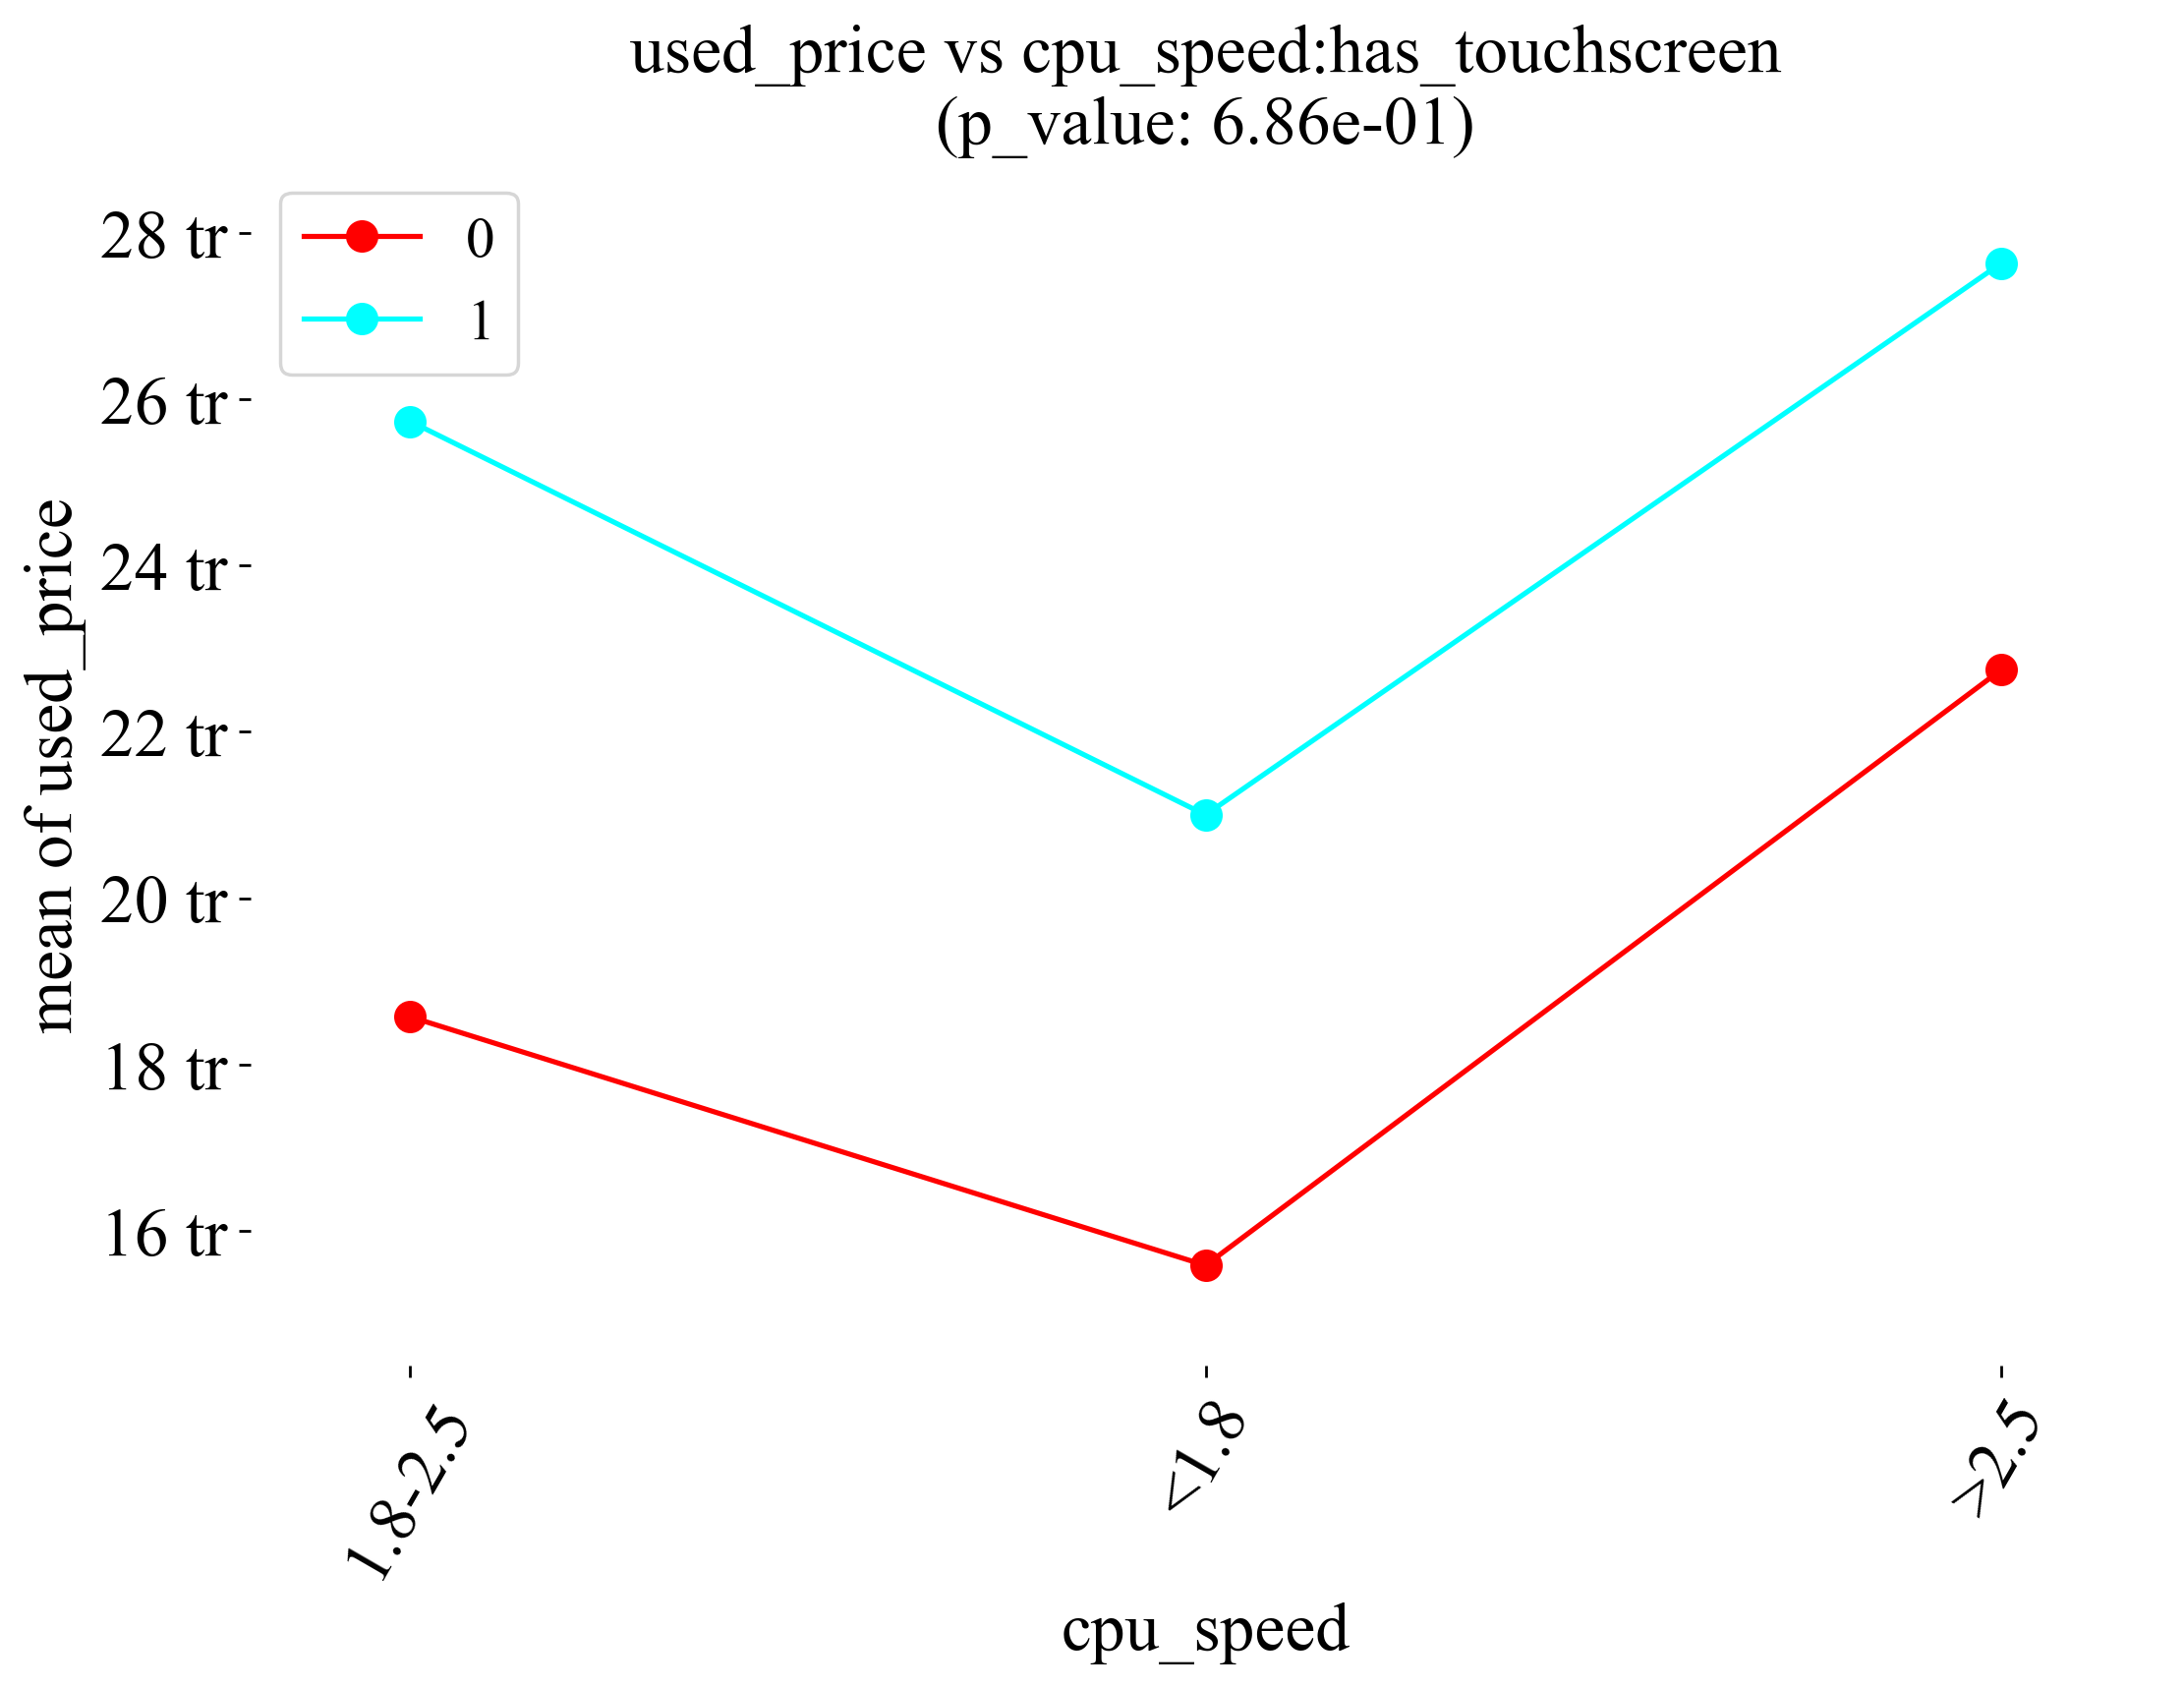 used_price vs cpu_speed:has_touchscreen
(p_value: 6.86e-01)
0
1
28 tr
26 tr
24 tr
22 tr
20 tr
18 tr
16 tr
mean of used_price
1.8-2.5
<1.8
>2.5
cpu_speed